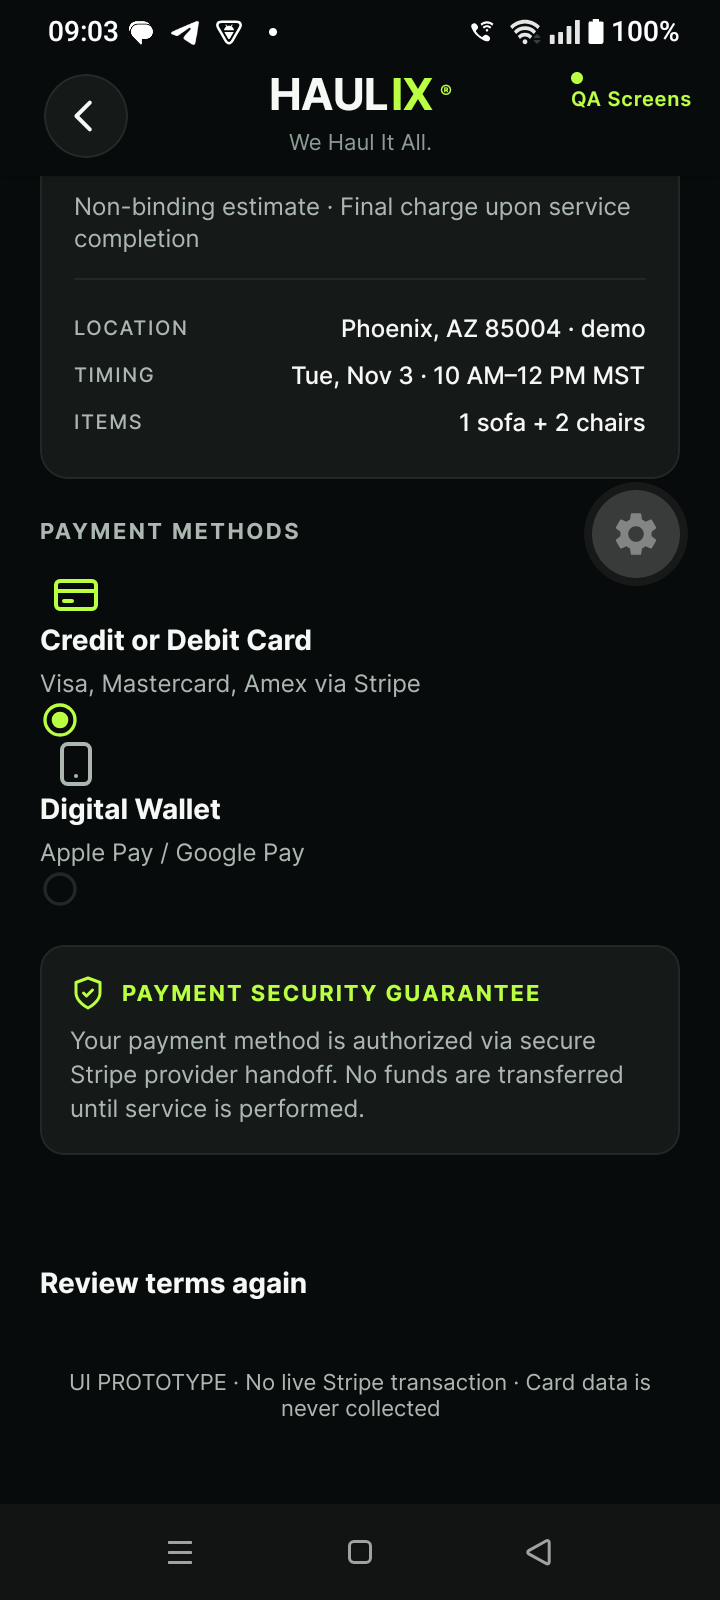 09:03
100%
HAULIX ®
QA Screens
We Haul It All.
Non-binding estimate · Final charge upon service
completion
LOCATION Phoenix, AZ 85004 · demo
TIMING Tue, Nov 3 · 10 AM–12 PM MST
ITEMS 1 sofa + 2 chairs
PAYMENT METHODS
Credit or Debit Card
Visa, Mastercard, Amex via Stripe
Digital Wallet
Apple Pay / Google Pay
PAYMENT SECURITY GUARANTEE
Your payment method is authorized via secure
Stripe provider handoff. No funds are transferred
until service is performed.
Review terms again
UI PROTOTYPE · No live Stripe transaction · Card data is
never collected